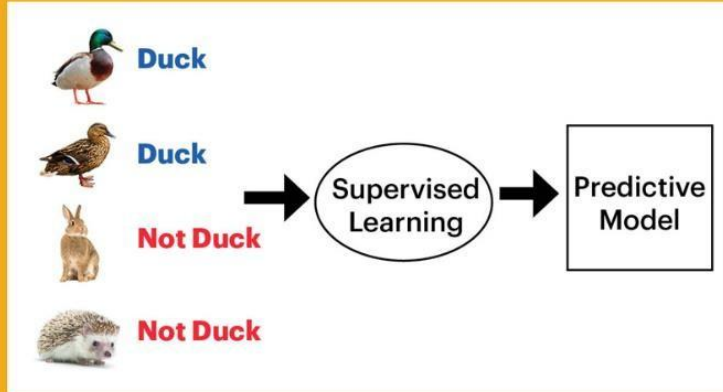 Duck
Duck
Not Duck
Not Duck
Supervised
Learning
Predictive
Model